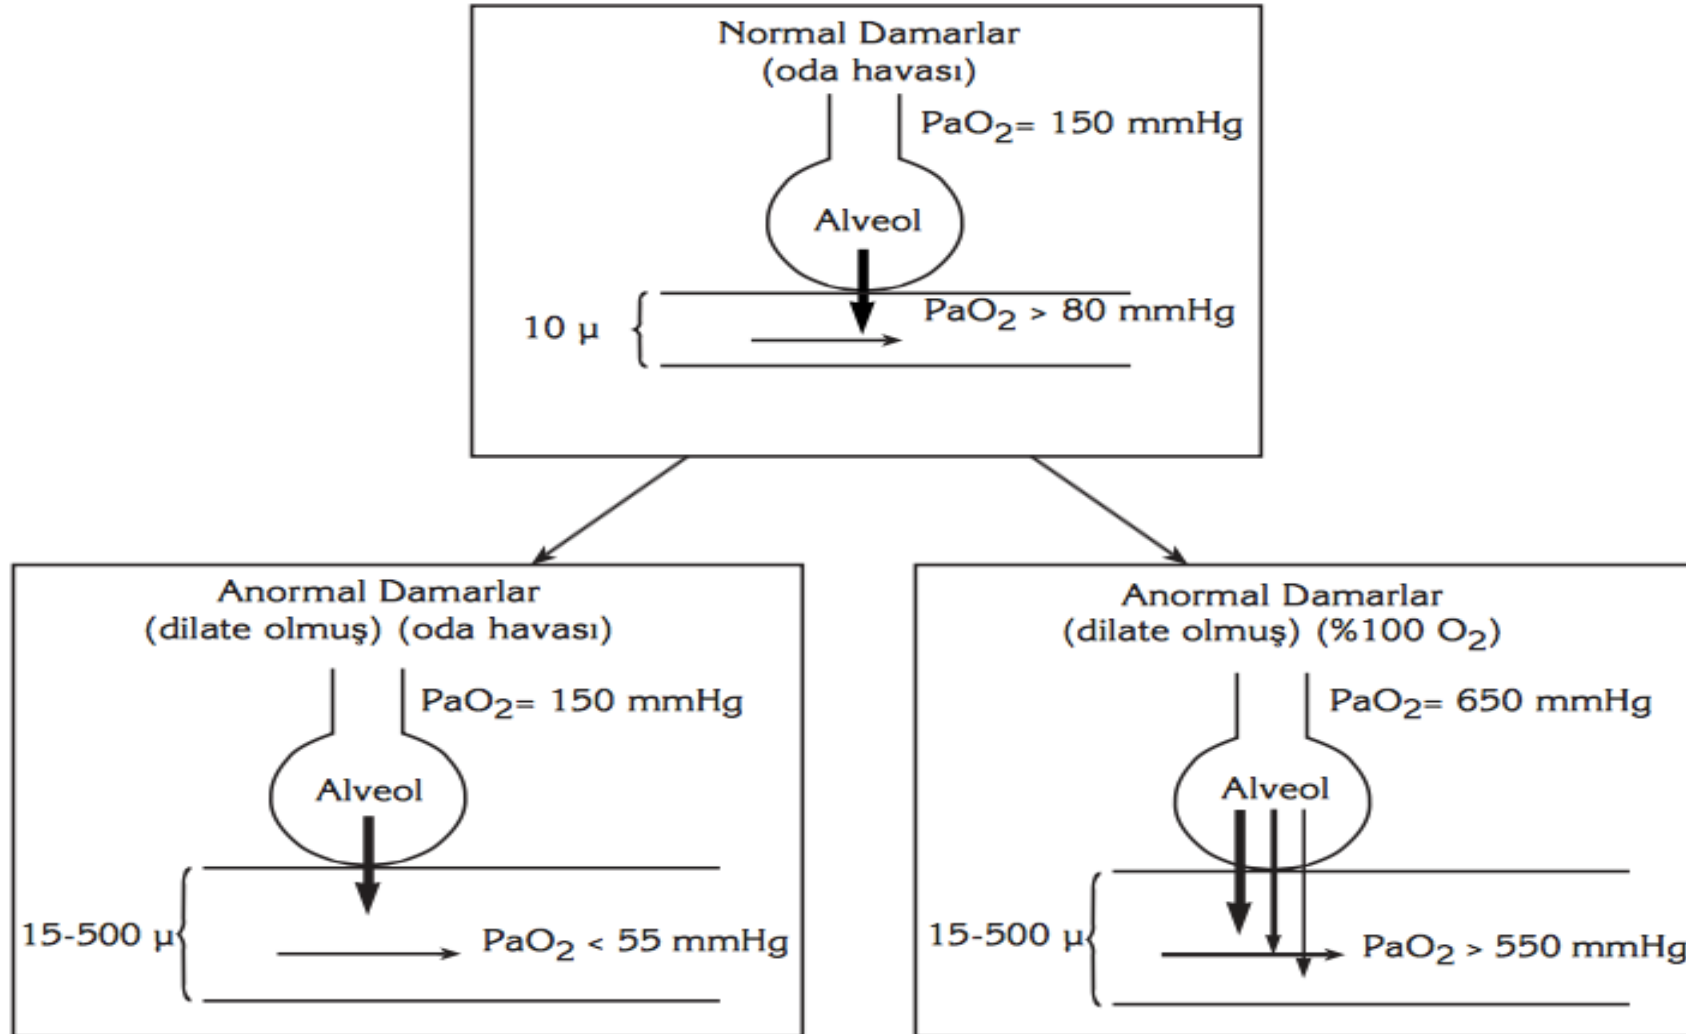 Normal Damarlar
(oda havası)
PaO2= 150 mmHg
Alveol
PaO2 > 80 mmHg
10 µ
Anormal Damarlar
(dilate olmuş) (oda havası)
PaO2= 150 mmHg
Alveol
15-500 µ
PaO2 < 55 mmHg
Anormal Damarlar
(dilate olmuş) (%100 O2)
PaO2= 650 mmHg
Alveol
15-500 µ
PaO2 > 550 mmHg